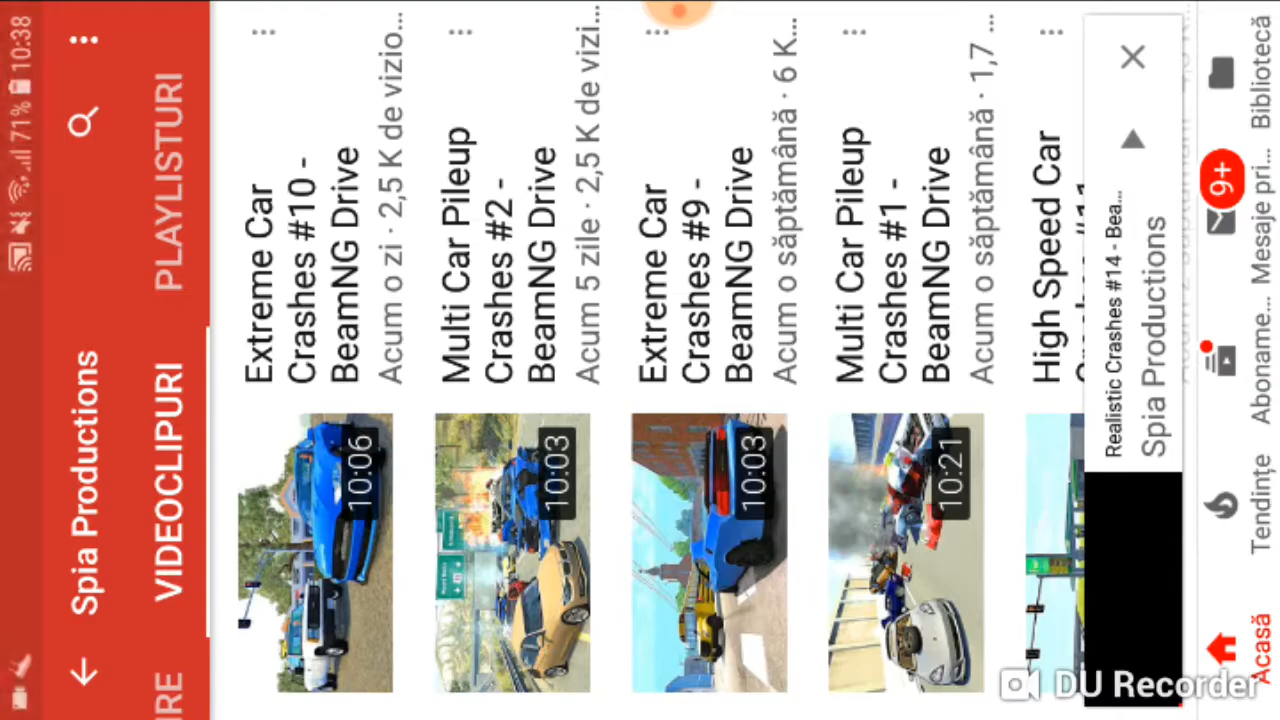 10:38
71%
Spia Productions
IRE
VIDEOCLIPURI
PLAYLISTURI
Extreme Car
Crashes #10 -
BeamNG Drive
Acum o zi · 2,5 K de vizio...
10:06
Multi Car Pileup
Crashes #2 -
BeamNG Drive
Acum 5 zile · 2,5 K de vizi...
10:03
Extreme Car
Crashes #9 -
BeamNG Drive
Acum o săptămână · 6 K...
10:03
Multi Car Pileup
Crashes #1 -
BeamNG Drive
Acum o săptămână · 1,7 ...
10:21
High Speed Car
Realistic Crashes #14 - Bea...
Spia Productions
Acasă
Tendințe
Aboname...
Mesaje pri...
9+
Bibliotecă
DU Recorder